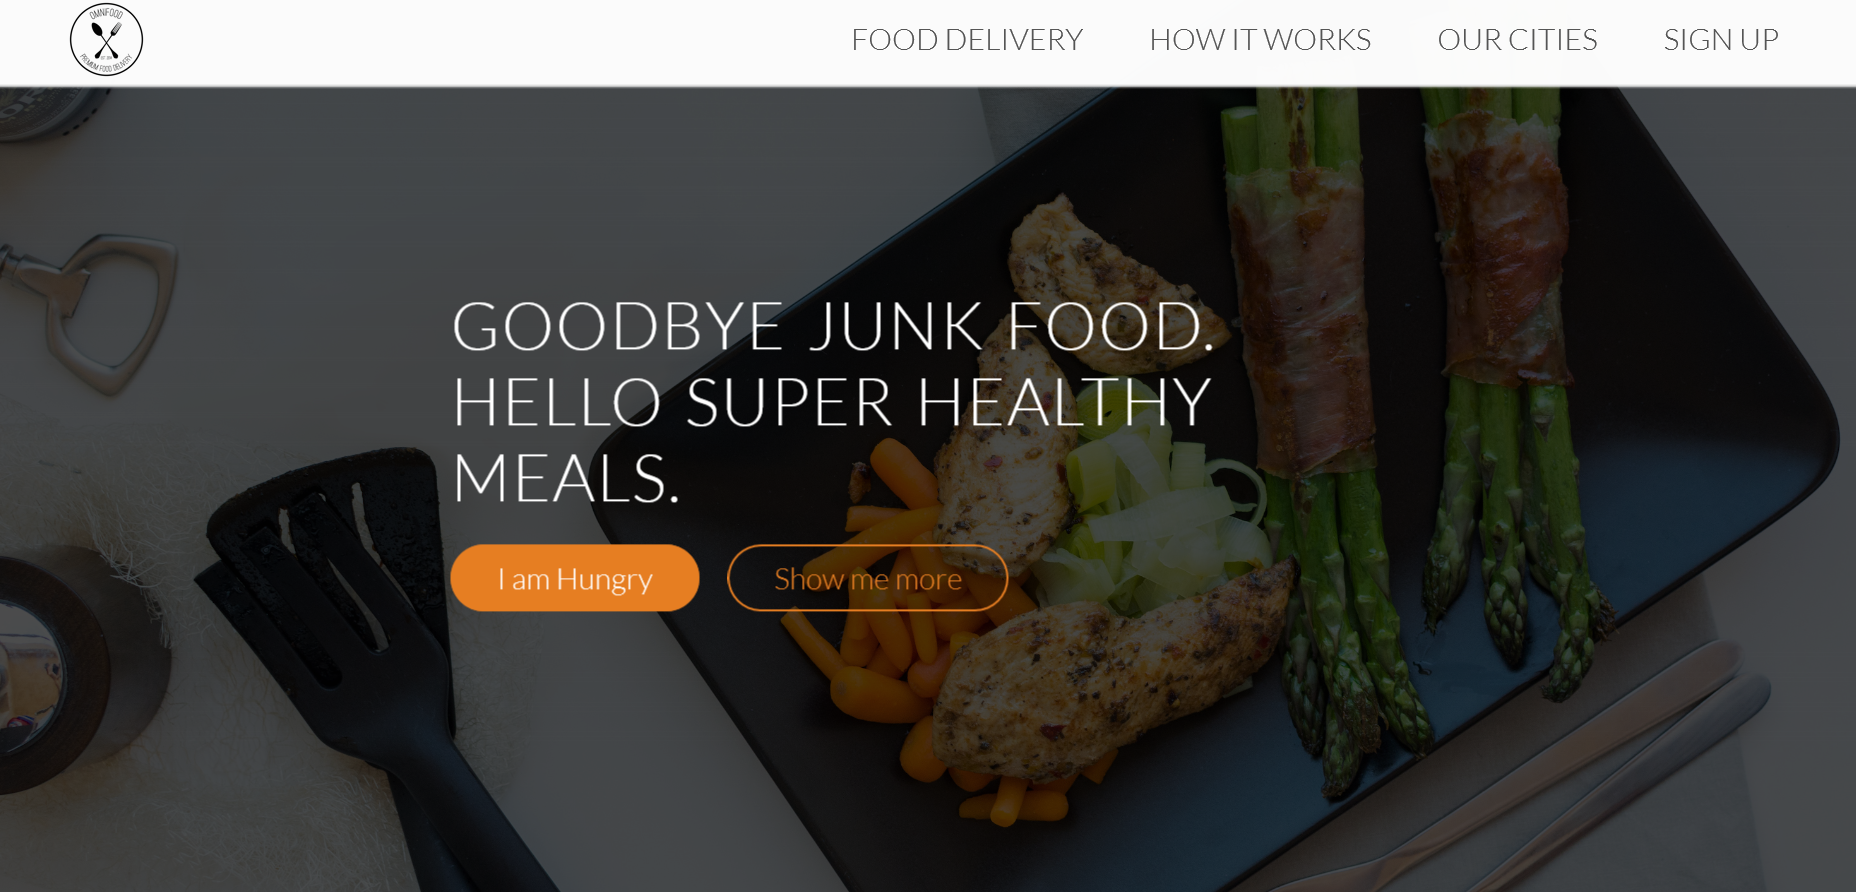 OMNIFOOD
PREMIUM FOOD DELIVERY
FOOD DELIVERY
HOW IT WORKS
OUR CITIES
SIGN UP
GOODBYE JUNK FOOD.
HELLO SUPER HEALTHY
MEALS.
I am Hungry
Show me more